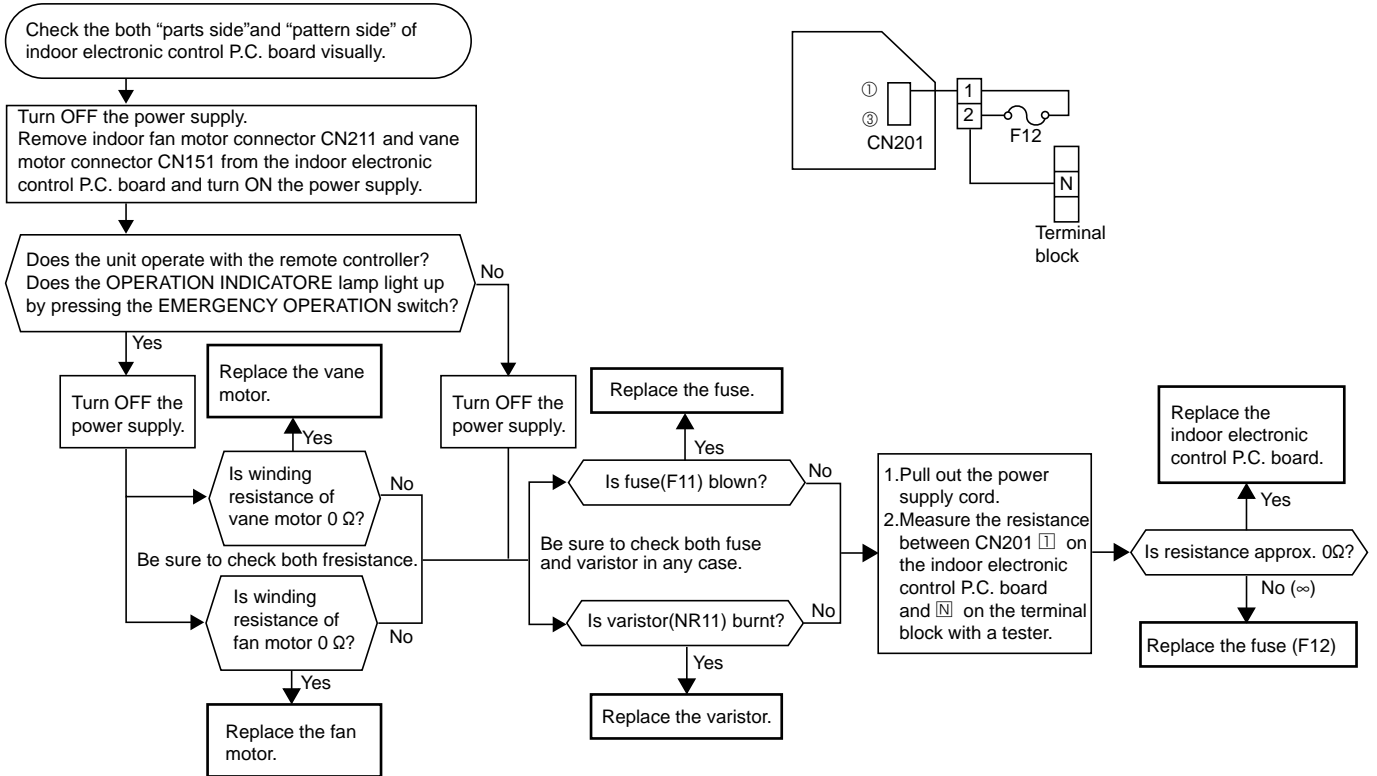 Check the both “parts side”and “pattern side” of
indoor electronic control P.C. board visually.
Turn OFF the power supply.
Remove indoor fan motor connector CN211 and vane
motor connector CN151 from the indoor electronic
control P.C. board and turn ON the power supply.
Does the unit operate with the remote controller?
Does the OPERATION INDICATORE lamp light up
by pressing the EMERGENCY OPERATION switch?
No
Yes
Turn OFF the
power supply.
Replace the vane
motor.
Yes
Is winding
resistance of
vane motor 0 Ω?
No
Be sure to check both fresistance.
Is winding
resistance of
fan motor 0 Ω?
No
Yes
Replace the fan
motor.
Turn OFF the
power supply.
Replace the fuse.
Yes
Is fuse(F11) blown?
No
Be sure to check both fuse
and varistor in any case.
Is varistor(NR11) burnt?
No
Yes
Replace the varistor.
1.Pull out the power
supply cord.
2.Measure the resistance
between CN201 1 on
the indoor electronic
control P.C. board
and N on the terminal
block with a tester.
Replace the
indoor electronic
control P.C. board.
Yes
Is resistance approx. 0Ω?
No (∞)
Replace the fuse (F12)
①
③
CN201
1
2
F12
N
Terminal
block